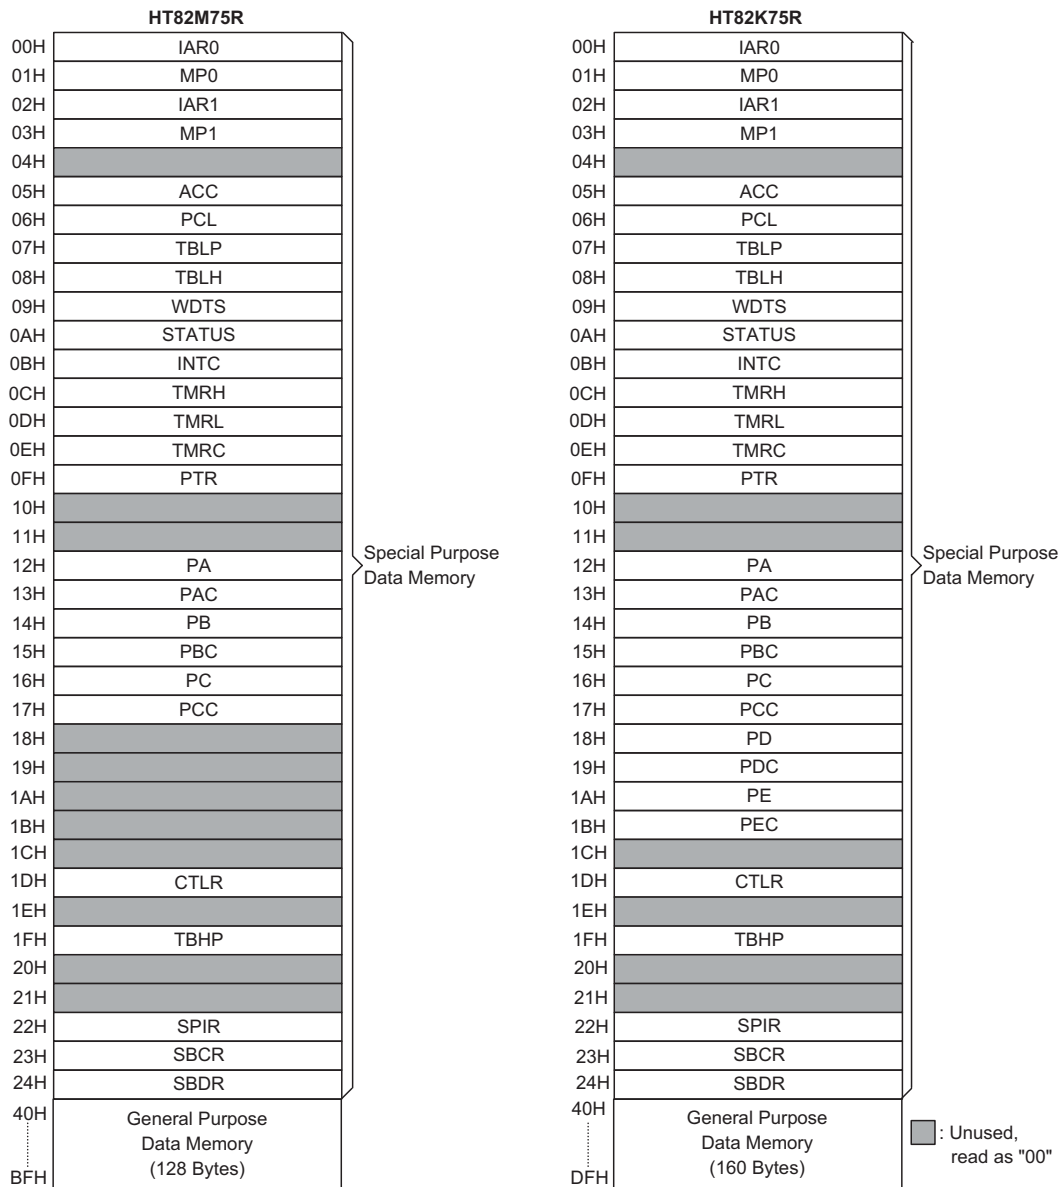 HT82M75R
00H IAR0
01H MP0
02H IAR1
03H MP1
04H
05H ACC
06H PCL
07H TBLP
08H TBLH
09H WDTS
0AH STATUS
0BH INTC
0CH TMRH
0DH TMRL
0EH TMRC
0FH PTR
10H
11H
12H PA
13H PAC
14H PB
15H PBC
16H PC
17H PCC
18H
19H
1AH
1BH
1CH
1DH CTLR
1EH
1FH TBHP
20H
21H
22H SPIR
23H SBCR
24H SBDR
Special Purpose
Data Memory
40H
General Purpose
Data Memory
(128 Bytes)
BFH
HT82K75R
00H IAR0
01H MP0
02H IAR1
03H MP1
04H
05H ACC
06H PCL
07H TBLP
08H TBLH
09H WDTS
0AH STATUS
0BH INTC
0CH TMRH
0DH TMRL
0EH TMRC
0FH PTR
10H
11H
12H PA
13H PAC
14H PB
15H PBC
16H PC
17H PCC
18H PD
19H PDC
1AH PE
1BH PEC
1CH
1DH CTLR
1EH
1FH TBHP
20H
21H
22H SPIR
23H SBCR
24H SBDR
Special Purpose
Data Memory
40H
General Purpose
Data Memory
(160 Bytes)
DFH
: Unused,
read as "00"